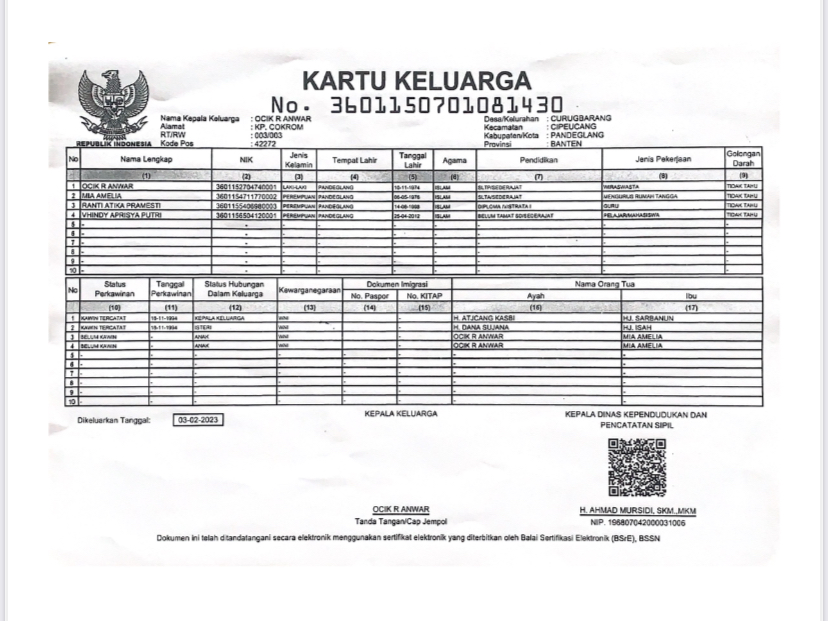 KARTU KELUARGA
No. 3601150701081430
REPUBLIK INDONESIA
Nama Kepala Keluarga : OCIK R ANWAR
Alamat : KP. COKROM
RT/RW : 003/003
Kode Pos : 42272
Desa/Kelurahan : CURUGBARANG
Kecamatan : CIPEUCANG
Kabupaten/Kota : PANDEGLANG
Provinsi : BANTEN
No Nama Lengkap NIK Jenis Kelamin Tempat Lahir Tanggal Lahir Agama Pendidikan Jenis Pekerjaan Golongan Darah
(1) (2) (3) (4) (5) (6) (7) (8) (9)
1 OCIK R ANWAR 3601152704740001 LAKI-LAKI PANDEGLANG 10-11-1974 ISLAM SLTP/SEDERAJAT WIRASWASTA TIDAK TAHU
2 MIA AMELIA 3601154711770002 PEREMPUAN PANDEGLANG ISLAM SLTA/SEDERAJAT MENGURUS RUMAH TANGGA TIDAK TAHU
3 RANTI ATIKA PRAMESTI 3601155406980003 PEREMPUAN PANDEGLANG ISLAM DIPLOMA IV/STRATA I GURU TIDAK TAHU
4 VHINDY APRISYA PUTRI 3601156504120001 PEREMPUAN PANDEGLANG 25-04-2012 ISLAM BELUM TAMAT SD/SEDERAJAT PELAJAR/MAHASISWA TIDAK TAHU
5 - - - - - - - - -
6 - - - - - - - - -
7 - - - - - - - - -
8 - - - - - - - - -
9 - - - - - - - - -
10 - - - - - - - - -
No Status Perkawinan Tanggal Perkawinan Status Hubungan Dalam Keluarga Kewarganegaraan Dokumen Imigrasi Nama Orang Tua
No. Paspor No. KITAP Ayah Ibu
(10) (11) (12) (13) (14) (15) (16) (17)
1 KAWIN TERCATAT 19-11-1994 KEPALA KELUARGA WNI - H. ATJCANG KASBI HJ. SARBANUN
2 KAWIN TERCATAT 19-11-1994 ISTERI WNI - H. DANA SUJANA HJ. ISAH
3 BELUM KAWIN - ANAK WNI - OCIK R ANWAR MIA AMELIA
4 BELUM KAWIN - ANAK WNI - OCIK R ANWAR MIA AMELIA
5 - - - - - - - -
6 - - - - - - - -
7 - - - - - - - -
8 - - - - - - - -
9 - - - - - - - -
10 - - - - - - - -
Dikeluarkan Tanggal: 03-02-2023
KEPALA KELUARGA
KEPALA DINAS KEPENDUDUKAN DAN
PENCATATAN SIPIL
OCIK R ANWAR
Tanda Tangan/Cap Jempol
H. AHMAD MURSIDI, SKM.,MKM
NIP. 196807042000031006
Dokumen ini telah ditandatangani secara elektronik menggunakan sertifikat elektronik yang diterbitkan oleh Balai Sertifikasi Elektronik (BSrE), BSSN